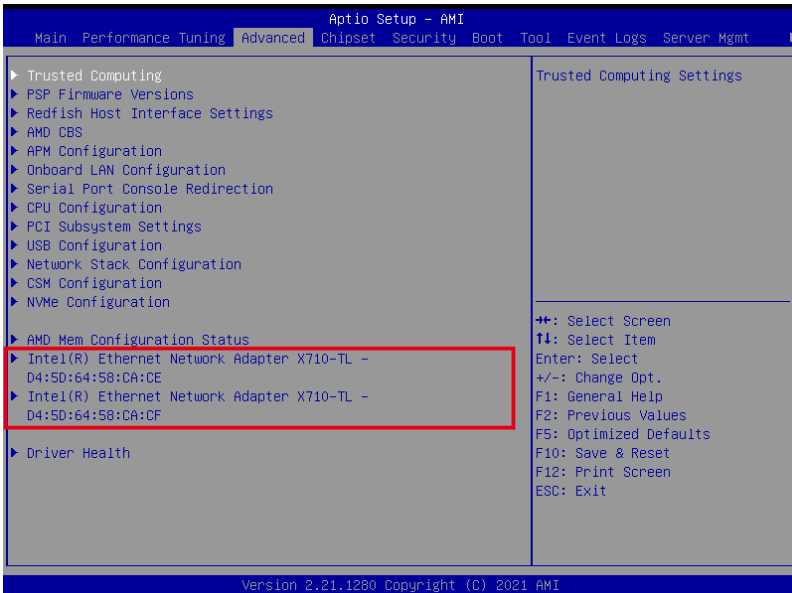 Aptio Setup – AMI
Main Performance Tuning Advanced Chipset Security Boot Tool Event Logs Server Mgmt
Trusted Computing
PSP Firmware Versions
Redfish Host Interface Settings
AMD CBS
APM Configuration
Onboard LAN Configuration
Serial Port Console Redirection
CPU Configuration
PCI Subsystem Settings
USB Configuration
Network Stack Configuration
CSM Configuration
NVMe Configuration
AMD Mem Configuration Status
Intel(R) Ethernet Network Adapter X710-TL –
D4:5D:64:58:CA:CE
Intel(R) Ethernet Network Adapter X710-TL –
D4:5D:64:58:CA:CF
Driver Health
Trusted Computing Settings
→←: Select Screen
↑↓: Select Item
Enter: Select
+/-: Change Opt.
F1: General Help
F2: Previous Values
F5: Optimized Defaults
F10: Save & Reset
F12: Print Screen
ESC: Exit
Version 2.21.1280 Copyright (C) 2021 AMI